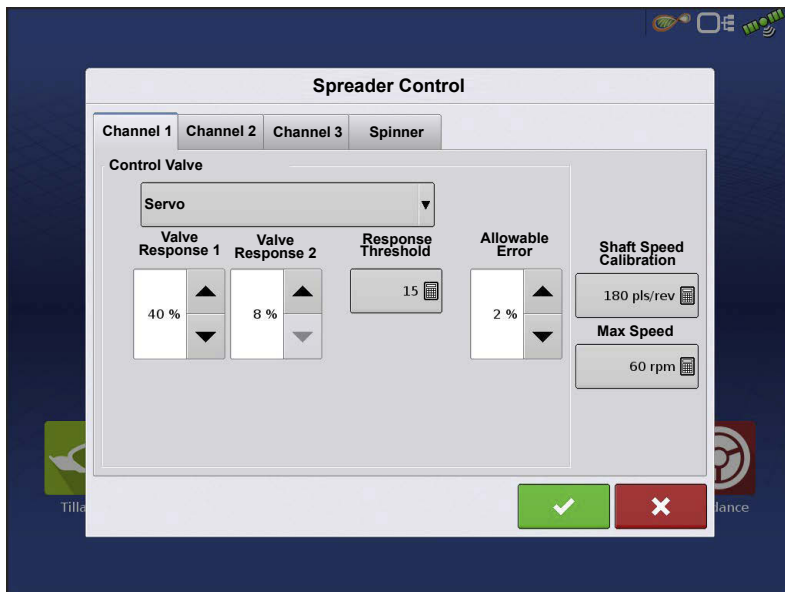 Spreader Control
Channel 1 Channel 2 Channel 3 Spinner
Control Valve
Servo
Valve Response 1
Valve Response 2
Response Threshold
Allowable Error
Shaft Speed Calibration
40 %
8 %
15
2 %
180 pls/rev
Max Speed
60 rpm
Tilla
dance